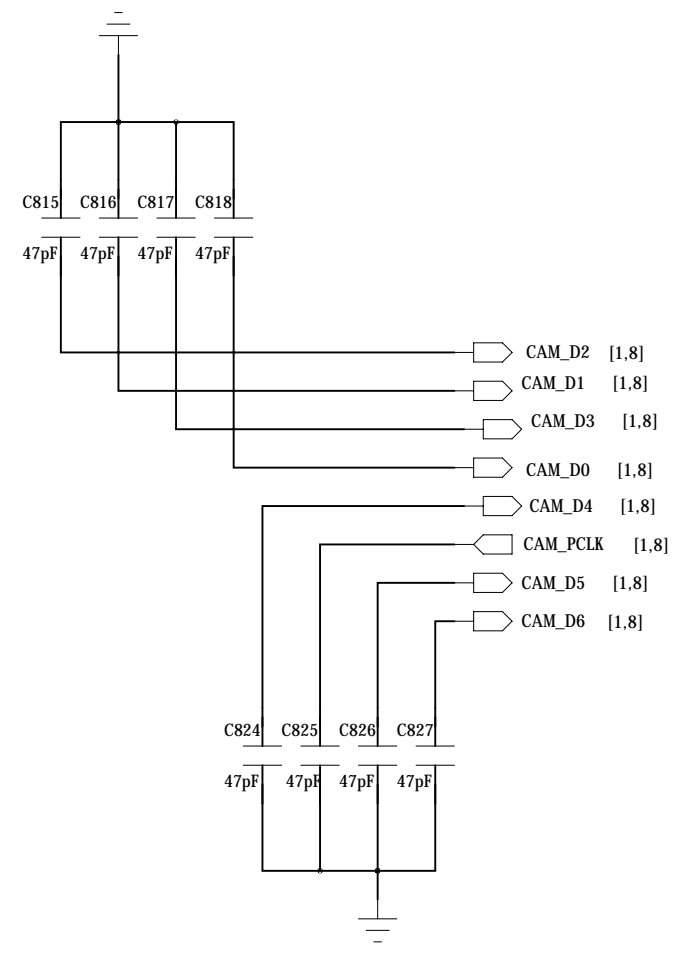 C815 C816 C817 C818
47pF 47pF 47pF 47pF
CAM_D2 [1,8]
CAM_D1 [1,8]
CAM_D3 [1,8]
CAM_D0 [1,8]
CAM_D4 [1,8]
CAM_PCLK [1,8]
CAM_D5 [1,8]
CAM_D6 [1,8]
C824 C825 C826 C827
47pF 47pF 47pF 47pF